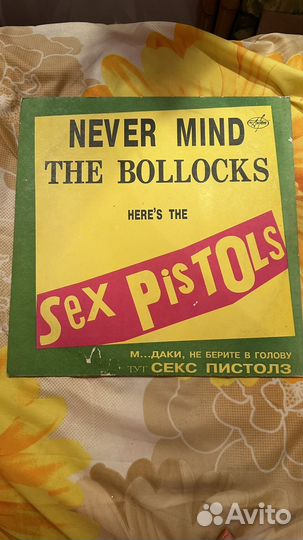 NEVER MIND
THE BOLLOCKS
HERE'S THE
Sex PisTOLs
М...ДАКИ, НЕ БЕРИТЕ В ГОЛОВУ
ТУТ СЕКС ПИСТОЛЗ
Avito